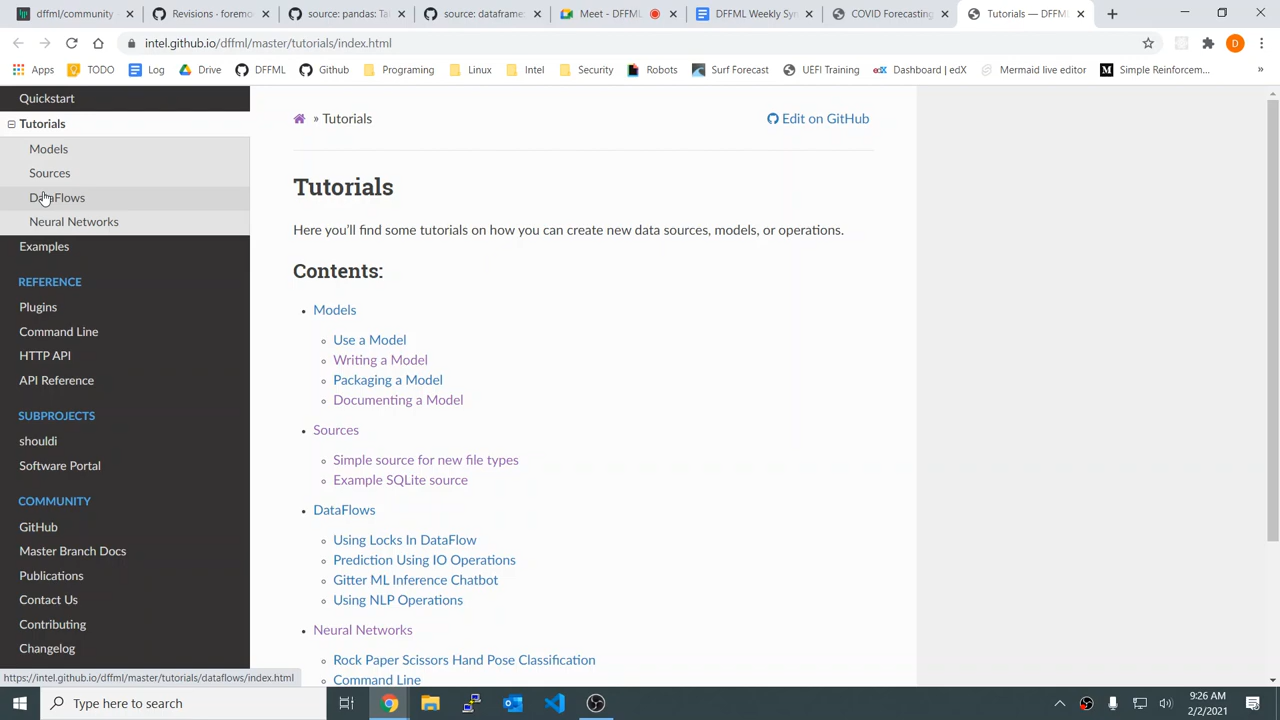 dffml/community
Revisions · foremo
source: pandas: Ta
source: dataframe:
Meet - DFFML
DFFML Weekly Syn
COVID Forecasting
Tutorials — DFFM
intel.github.io/dffml/master/tutorials/index.html
Apps
TODO
Log
Drive
DFFML
Github
Programing
Linux
Intel
Security
Robots
Surf Forecast
UEFI Training
Dashboard | edX
Mermaid live editor
Simple Reinforcem...
»
D
Quickstart
Tutorials
Models
Sources
DataFlows
Neural Networks
Examples
REFERENCE
Plugins
Command Line
HTTP API
API Reference
SUBPROJECTS
shouldi
Software Portal
COMMUNITY
GitHub
Master Branch Docs
Publications
Contact Us
Contributing
Changelog
https://intel.github.io/dffml/master/tutorials/dataflows/index.html
» Tutorials
Edit on GitHub
Tutorials
Here you'll find some tutorials on how you can create new data sources, models, or operations.
Contents:
• Models
Use a Model
Writing a Model
Packaging a Model
Documenting a Model
• Sources
Simple source for new file types
Example SQLite source
• DataFlows
Using Locks In DataFlow
Prediction Using IO Operations
Gitter ML Inference Chatbot
Using NLP Operations
• Neural Networks
Rock Paper Scissors Hand Pose Classification
Command Line
Type here to search
9:26 AM
2/2/2021